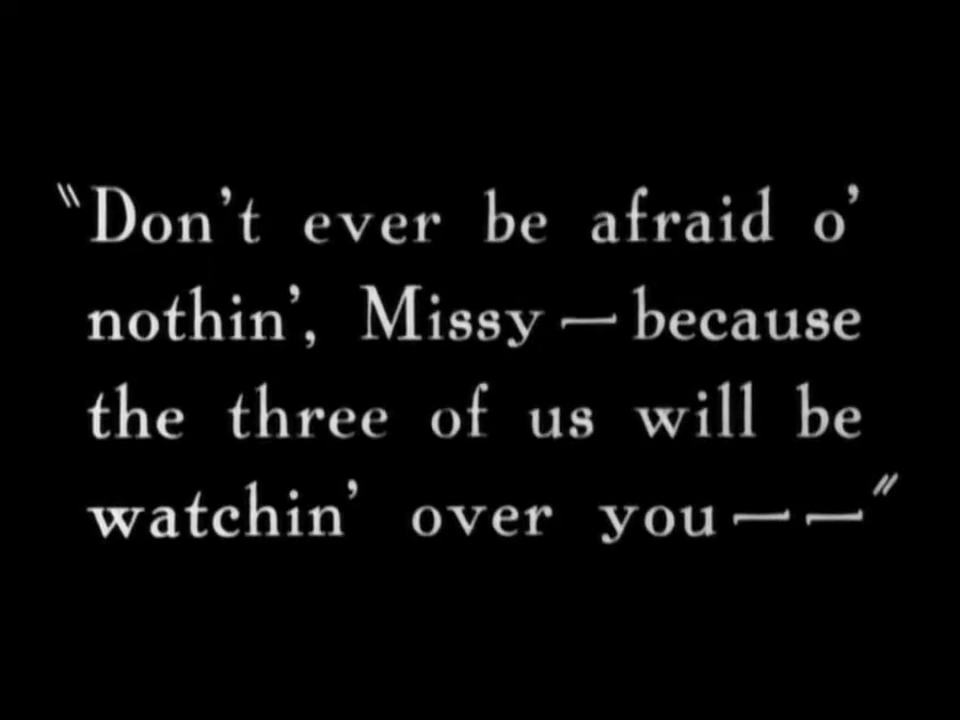 "Don't ever be afraid o'
nothin', Missy — because
the three of us will be
watchin' over you — —"